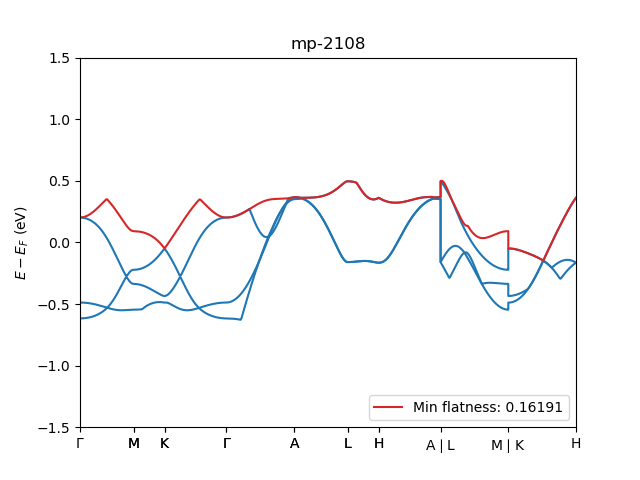 mp-2108
1.5
1.0
0.5
0.0
−0.5
−1.0
−1.5
E − E_F (eV)
Min flatness: 0.16191
Γ M K Γ A L H A | L M | K H